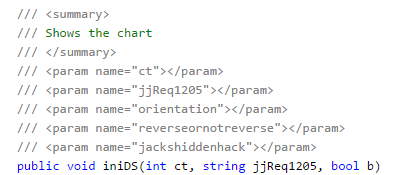 /// <summary>
/// Shows the chart
/// </summary>
/// <param name="ct"></param>
/// <param name="jjReq1205"></param>
/// <param name="orientation"></param>
/// <param name="reverseornotreverse"></param>
/// <param name="jackshiddenhack"></param>
public void iniDS(int ct, string jjReq1205, bool b)